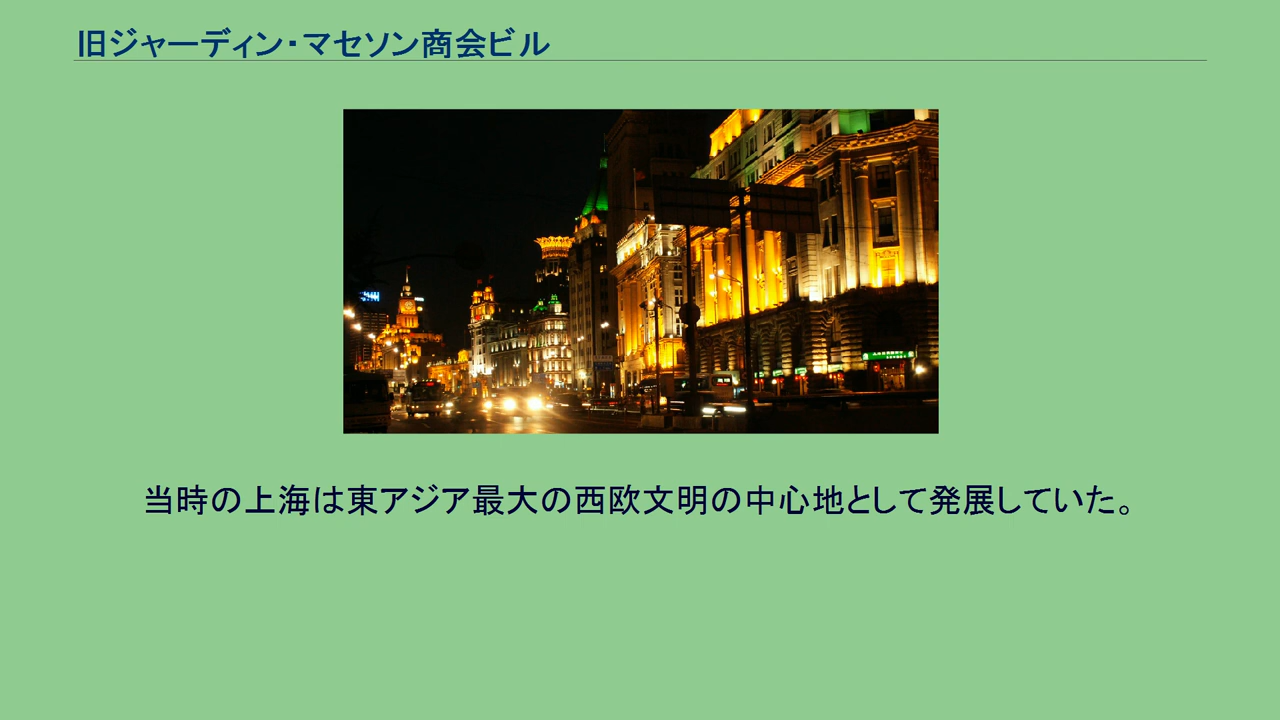 旧ジャーディン・マセソン商会ビル
当時の上海は東アジア最大の西欧文明の中心地として発展していた。